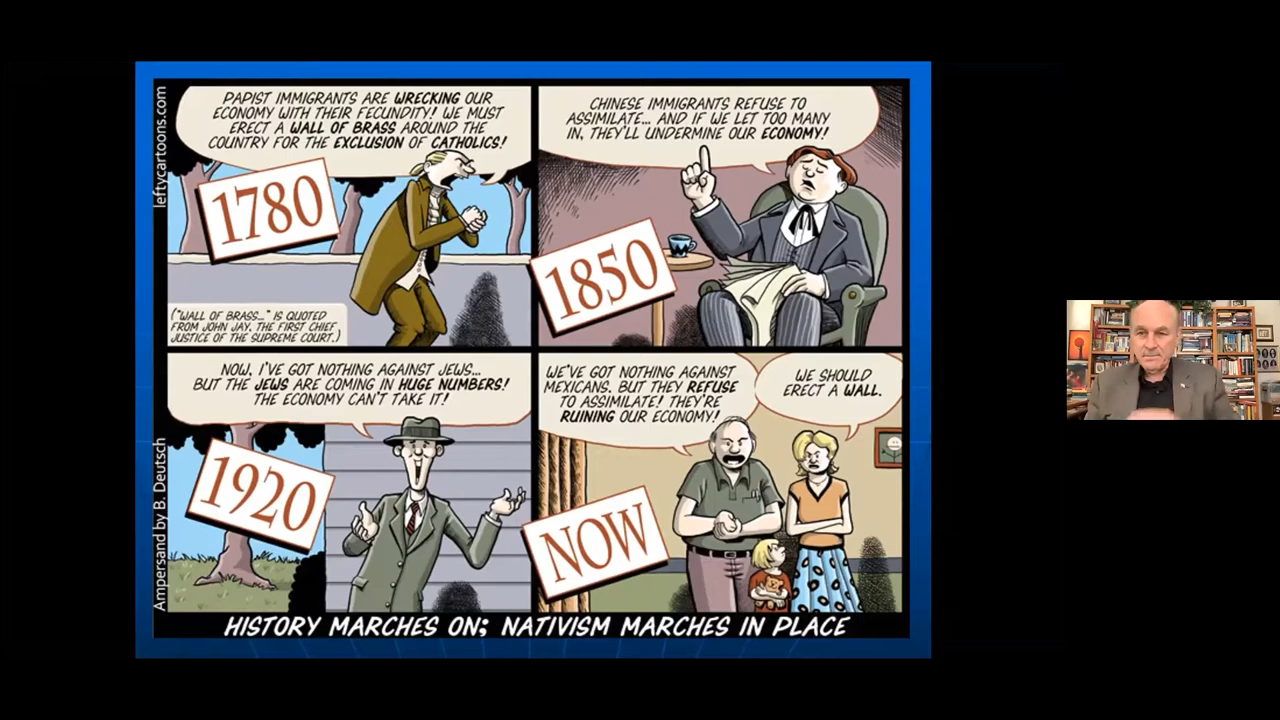 leftycartoons.com
PAPIST IMMIGRANTS ARE WRECKING OUR
ECONOMY WITH THEIR FECUNDITY! WE MUST
ERECT A WALL OF BRASS AROUND THE
COUNTRY FOR THE EXCLUSION OF CATHOLICS!
1780
("WALL OF BRASS..." IS QUOTED
FROM JOHN JAY, THE FIRST CHIEF
JUSTICE OF THE SUPREME COURT.)
CHINESE IMMIGRANTS REFUSE TO
ASSIMILATE... AND IF WE LET TOO MANY
IN, THEY'LL UNDERMINE OUR ECONOMY!
1850
NOW, I'VE GOT NOTHING AGAINST JEWS...
BUT THE JEWS ARE COMING IN HUGE NUMBERS!
THE ECONOMY CAN'T TAKE IT!
1920
WE'VE GOT NOTHING AGAINST
MEXICANS. BUT THEY REFUSE
TO ASSIMILATE! THEY'RE
RUINING OUR ECONOMY!
WE SHOULD
ERECT A WALL.
NOW
Ampersand by B. Deutsch
HISTORY MARCHES ON; NATIVISM MARCHES IN PLACE